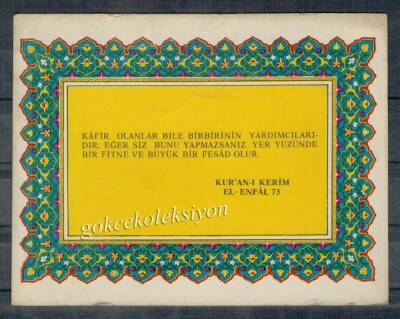 KÂFİR OLANLAR BİLE BİRBİRİNİN YARDIMCILARI-
DIR. EĞER SİZ BUNU YAPMAZSANIZ YER YÜZÜNDE
BİR FİTNE VE BÜYÜK BİR FESÂD OLUR.
KUR'AN-I KERİM
EL- ENFÂL 73
gokcekoleksiyon